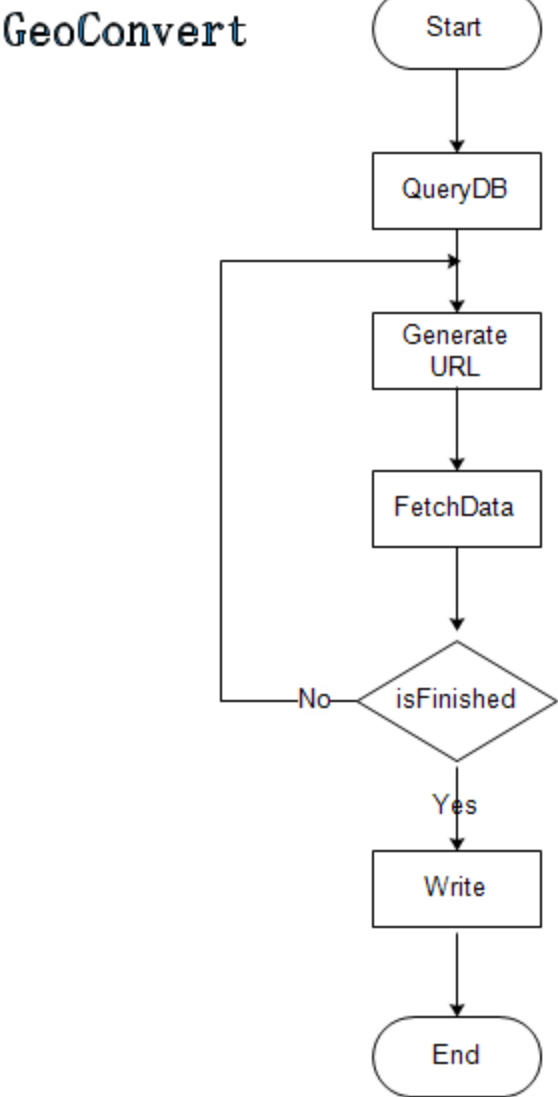 GeoConvert
Start
QueryDB
Generate
URL
FetchData
isFinished
No
Yes
Write
End